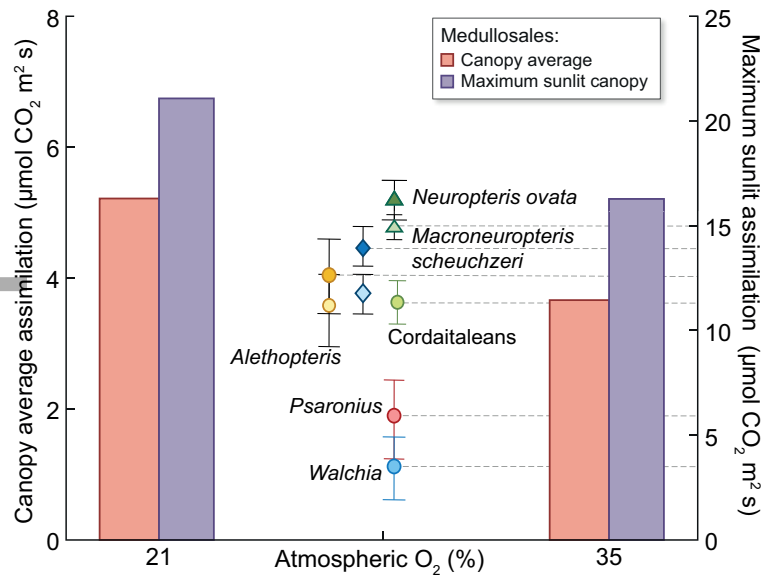 Medullosales:
Canopy average
Maximum sunlit canopy
Canopy average assimilation (µmol CO₂ m² s)
8
6
4
2
0
Maximum sunlit assimilation (µmol CO₂ m² s)
25
20
15
10
5
0
Neuropteris ovata
Macroneuropteris
scheuchzeri
Cordaitaleans
Alethopteris
Psaronius
Walchia
21
Atmospheric O₂ (%)
35